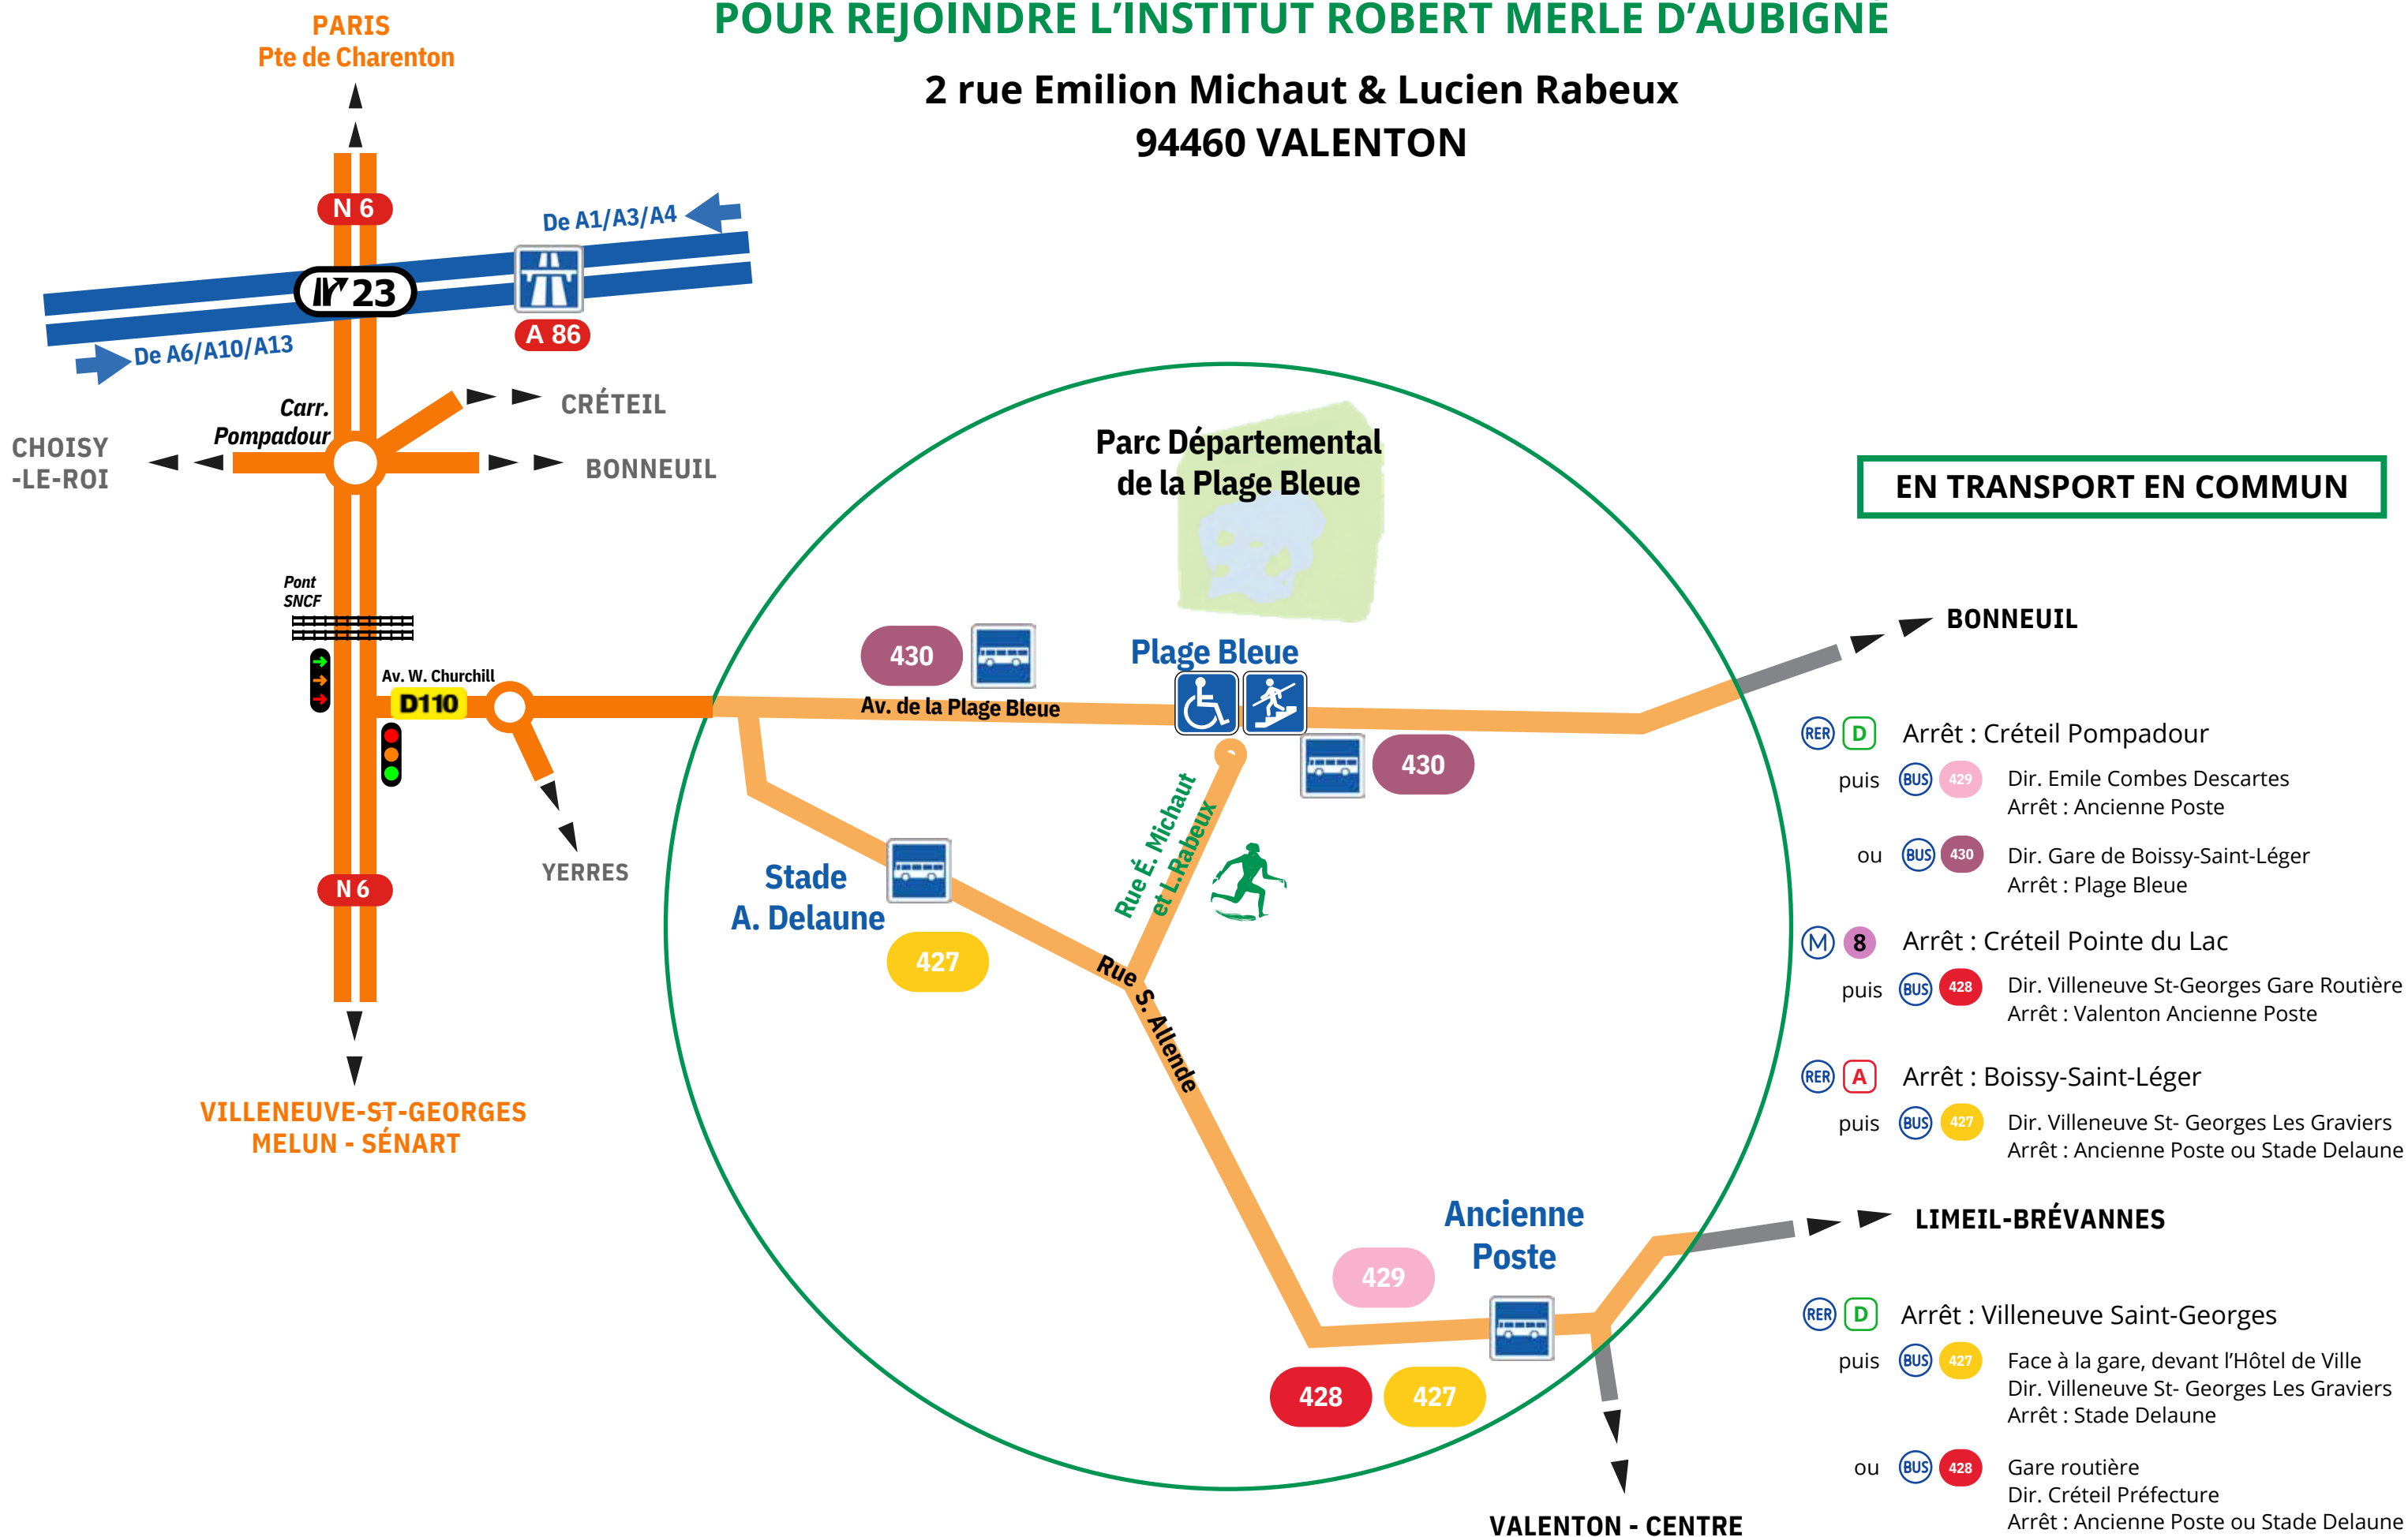 POUR REJOINDRE L’INSTITUT ROBERT MERLE D’AUBIGNÉ
2 rue Emilion Michaut & Lucien Rabeux
94460 VALENTON
PARIS
Pte de Charenton
N 6
De A1/A3/A4
23
A 86
De A6/A10/A13
Carr.
Pompadour
CRÉTEIL
CHOISY
-LE-ROI
BONNEUIL
Pont
SNCF
Av. W. Churchill
D110
YERRES
N 6
VILLENEUVE-ST-GEORGES
MELUN - SÉNART
Parc Départemental
de la Plage Bleue
430
Plage Bleue
Av. de la Plage Bleue
430
Rue É. Michaut
et L.Rabeux
Stade
A. Delaune
427
Rue S. Allende
Ancienne
Poste
429
428
427
BONNEUIL
LIMEIL-BRÉVANNES
VALENTON - CENTRE
EN TRANSPORT EN COMMUN
RER D Arrêt : Créteil Pompadour
puis BUS 429 Dir. Emile Combes Descartes
Arrêt : Ancienne Poste
ou BUS 430 Dir. Gare de Boissy-Saint-Léger
Arrêt : Plage Bleue
M 8 Arrêt : Créteil Pointe du Lac
puis BUS 428 Dir. Villeneuve St-Georges Gare Routière
Arrêt : Valenton Ancienne Poste
RER A Arrêt : Boissy-Saint-Léger
puis BUS 427 Dir. Villeneuve St- Georges Les Graviers
Arrêt : Ancienne Poste ou Stade Delaune
RER D Arrêt : Villeneuve Saint-Georges
puis BUS 427 Face à la gare, devant l’Hôtel de Ville
Dir. Villeneuve St- Georges Les Graviers
Arrêt : Stade Delaune
ou BUS 428 Gare routière
Dir. Créteil Préfecture
Arrêt : Ancienne Poste ou Stade Delaune